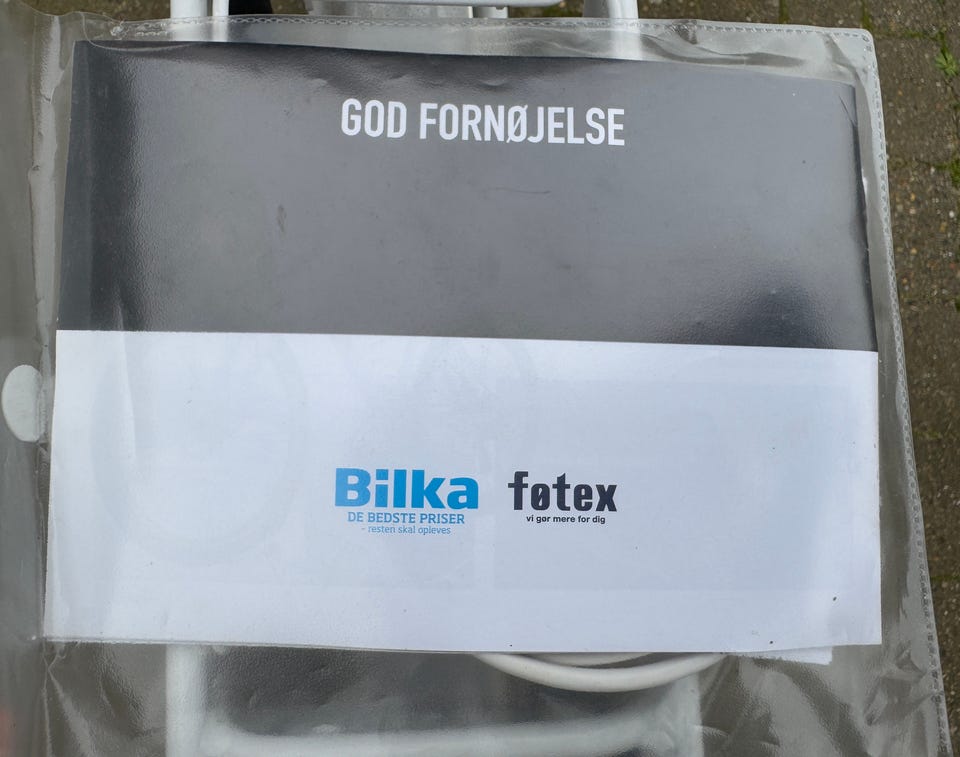 GOD FORNØJELSE
Bilka
DE BEDSTE PRISER
- resten skal opleves
føtex
vi gør mere for dig